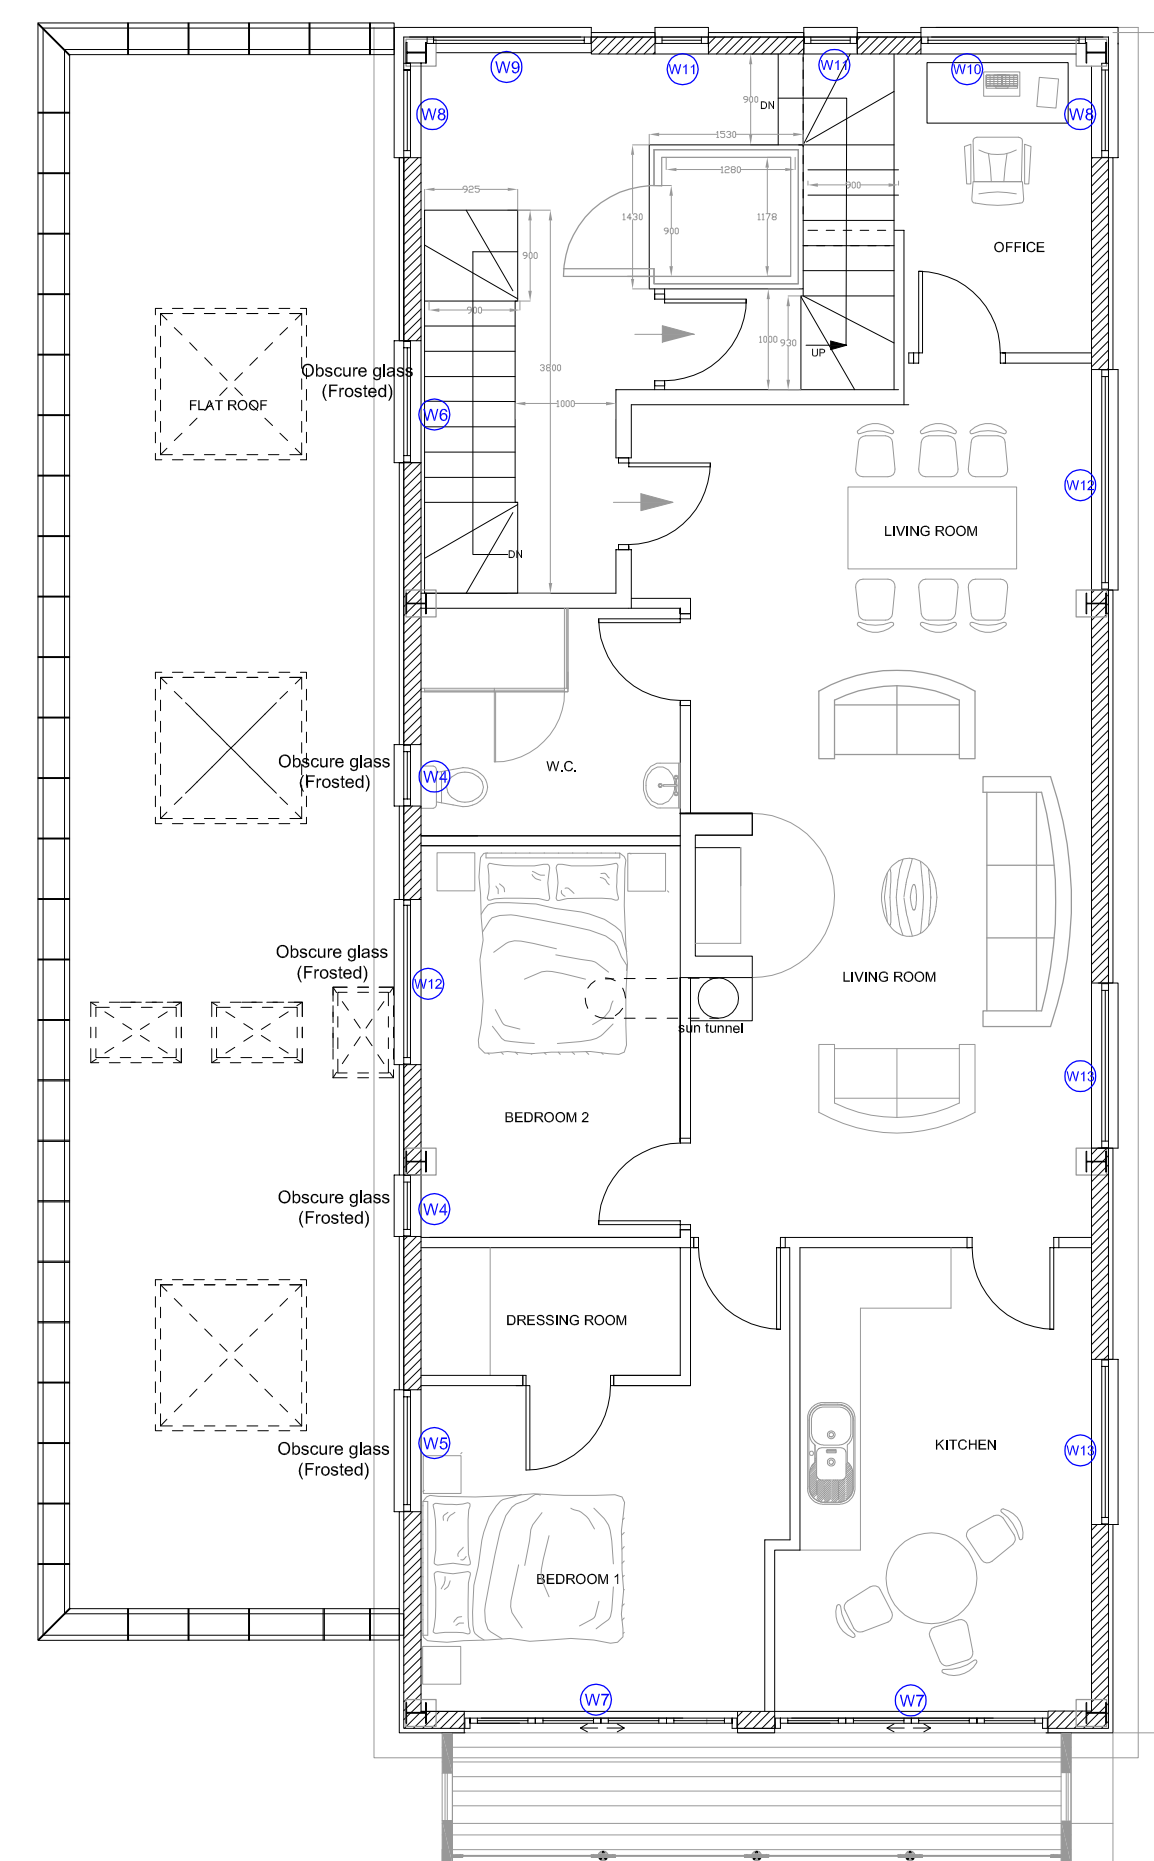 W9
W11
W11
W10
W8
900
DN
W8
1530
1280
925
900
1430
900
1178
OFFICE
900
900
1000
930
UP
3800
Obscure glass
(Frosted)
FLAT ROOF
W6
1000
W12
LIVING ROOM
DN
Obscure glass
(Frosted)
W4
W.C.
Obscure glass
(Frosted)
W12
LIVING ROOM
sun tunnel
W13
BEDROOM 2
Obscure glass
(Frosted)
W4
DRESSING ROOM
Obscure glass
(Frosted)
W5
KITCHEN
W13
BEDROOM 1
W7
W7